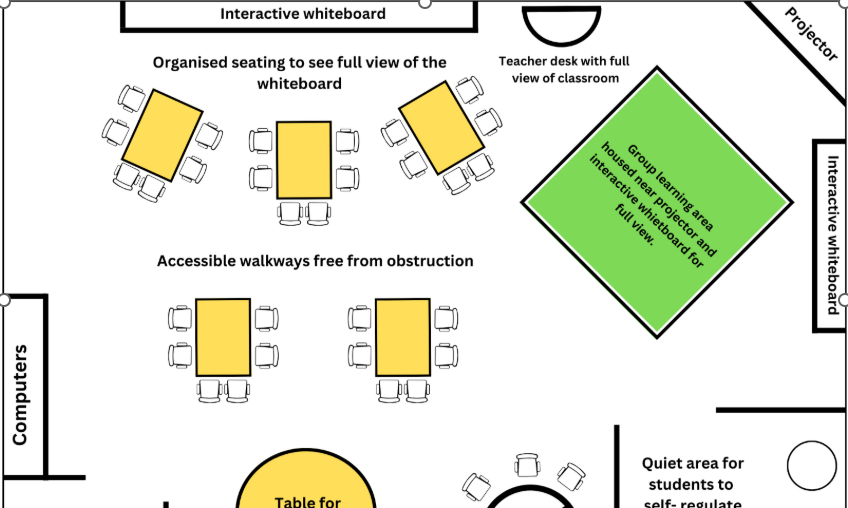 Interactive whiteboard
Projector
Organised seating to see full view of the
whiteboard
Teacher desk with full
view of classroom
Group learning area
housed near projector and
interactive whietboard for
full view.
Interactive whiteboard
Accessible walkways free from obstruction
Computers
Quiet area for
students to
self- regulate
Table for